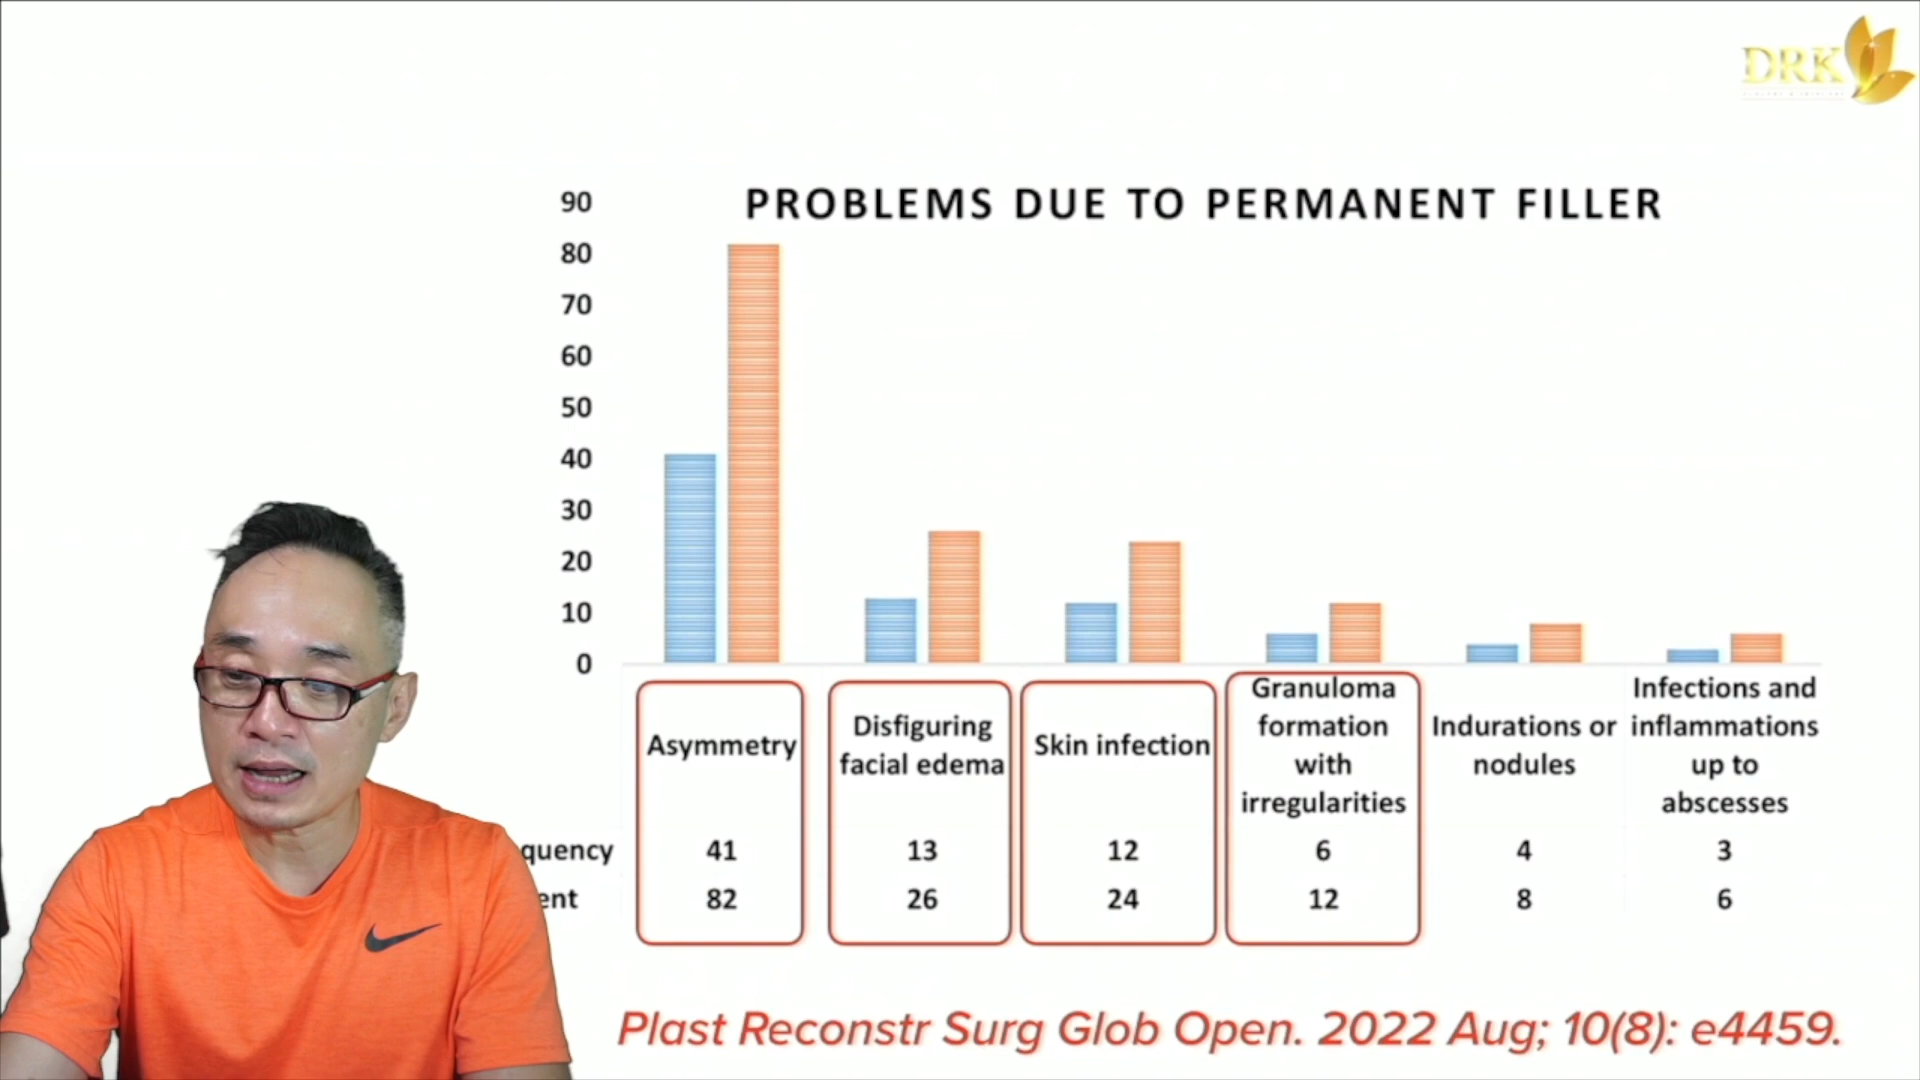 DRK
PROBLEMS DUE TO PERMANENT FILLER
90
80
70
60
50
40
30
20
10
0
Asymmetry
Disfiguring
facial edema
Skin infection
Granuloma
formation
with
irregularities
Indurations or
nodules
Infections and
inflammations
up to
abscesses
quency 41 13 12 6 4 3
ent 82 26 24 12 8 6
Plast Reconstr Surg Glob Open. 2022 Aug; 10(8): e4459.